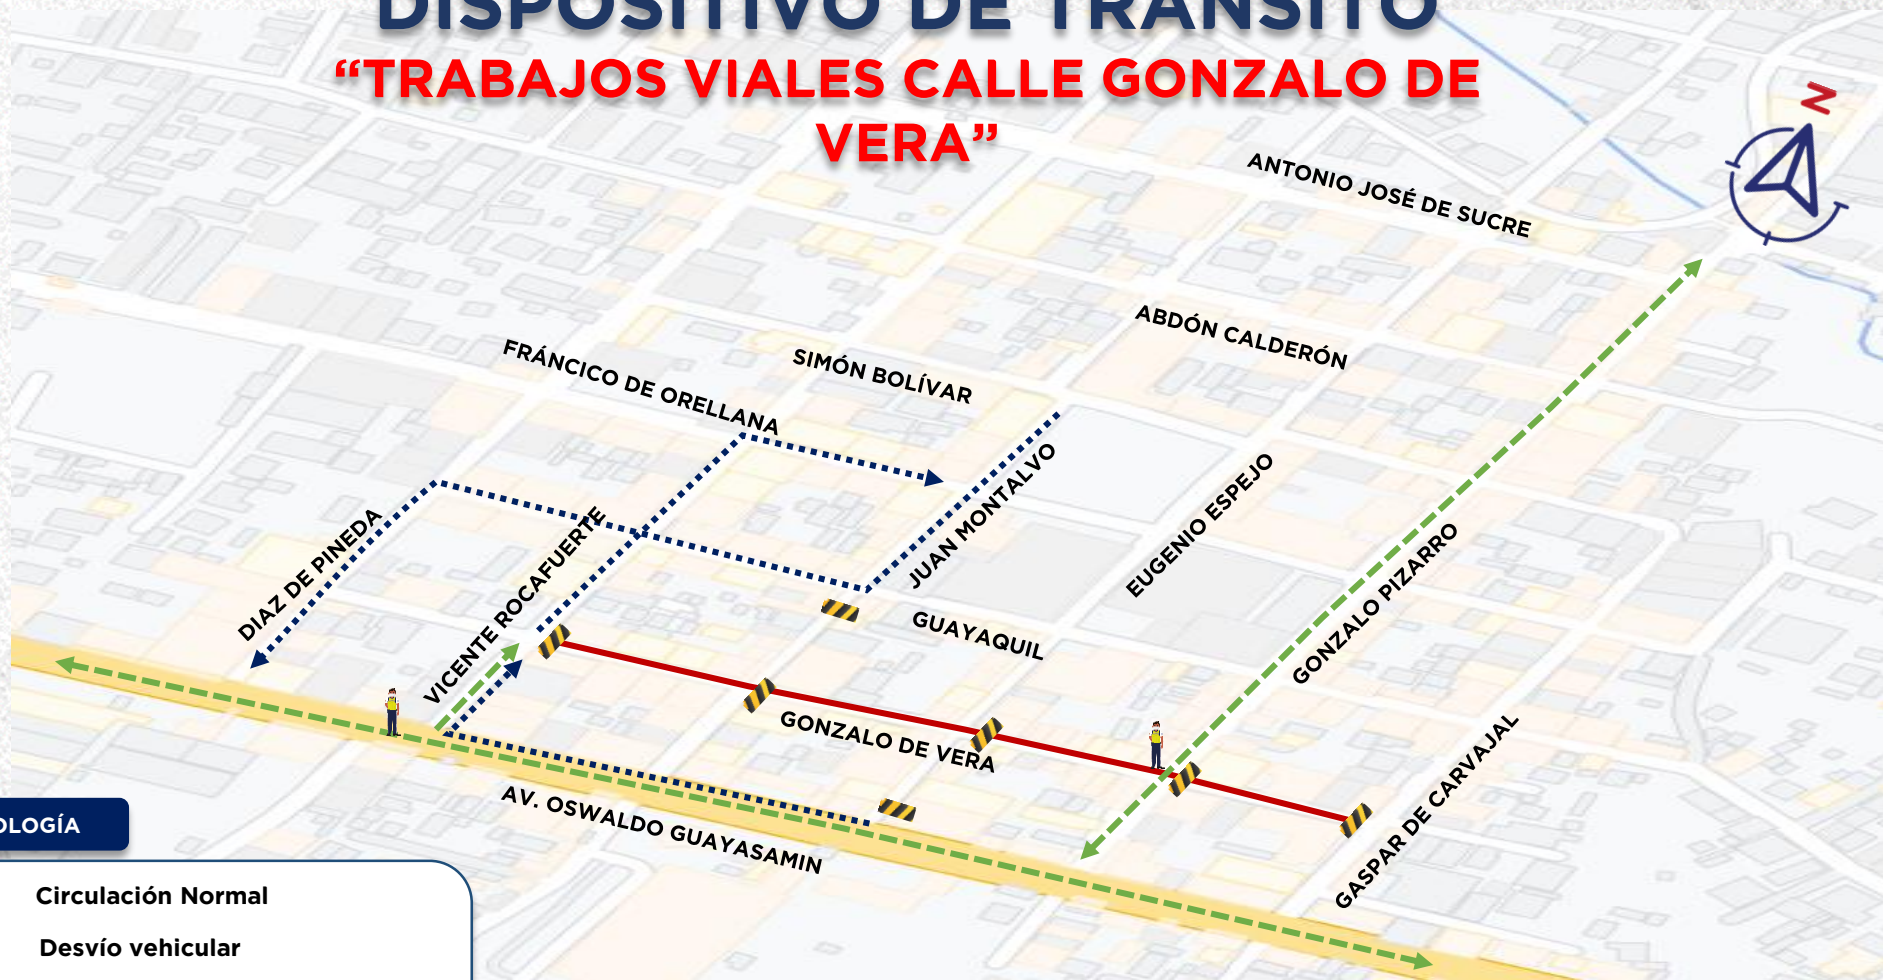 DISPOSITIVO DE TRÁNSITO
“TRABAJOS VIALES CALLE GONZALO DE
VERA”
N
ANTONIO JOSÉ DE SUCRE
ABDÓN CALDERÓN
SIMÓN BOLÍVAR
FRÁNCICO DE ORELLANA
JUAN MONTALVO
EUGENIO ESPEJO
DIAZ DE PINEDA
VICENTE ROCAFUERTE
GONZALO PIZARRO
GUAYAQUIL
GONZALO DE VERA
GASPAR DE CARVAJAL
AV. OSWALDO GUAYASAMIN
OLOGÍA
Circulación Normal
Desvío vehicular